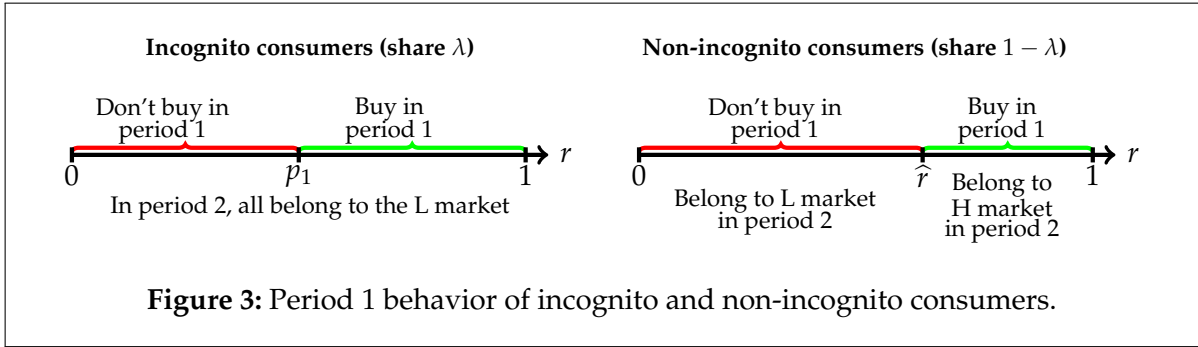 Incognito consumers (share λ)
Don't buy in
period 1
Buy in
period 1
0
p₁
1
r
In period 2, all belong to the L market
Non-incognito consumers (share 1 − λ)
Don't buy in
period 1
Buy in
period 1
0
r̂
1
r
Belong to L market
in period 2
Belong to
H market
in period 2
Figure 3: Period 1 behavior of incognito and non-incognito consumers.